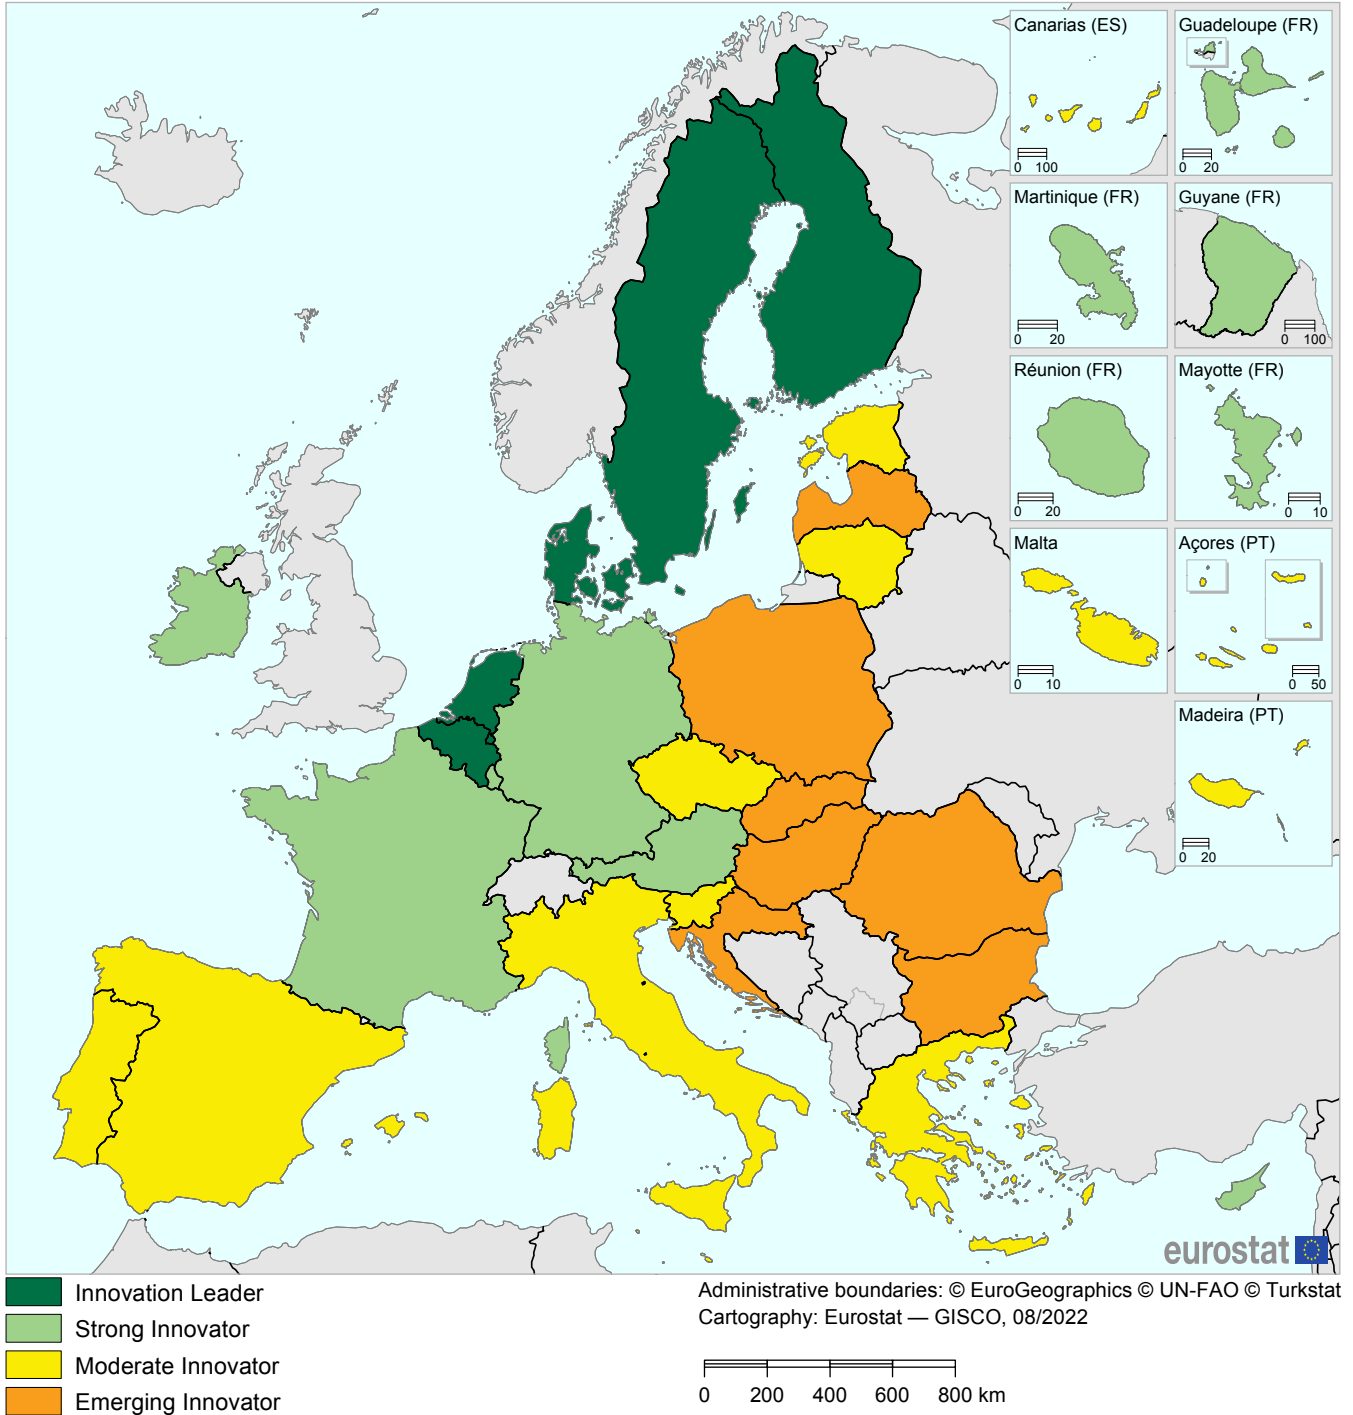 Canarias (ES)
0 100
Guadeloupe (FR)
0 20
Martinique (FR)
0 20
Guyane (FR)
0 100
Réunion (FR)
0 20
Mayotte (FR)
0 10
Malta
0 10
Açores (PT)
0 50
Madeira (PT)
0 20
eurostat
Innovation Leader
Strong Innovator
Moderate Innovator
Emerging Innovator
Administrative boundaries: © EuroGeographics © UN-FAO © Turkstat
Cartography: Eurostat — GISCO, 08/2022
0 200 400 600 800 km